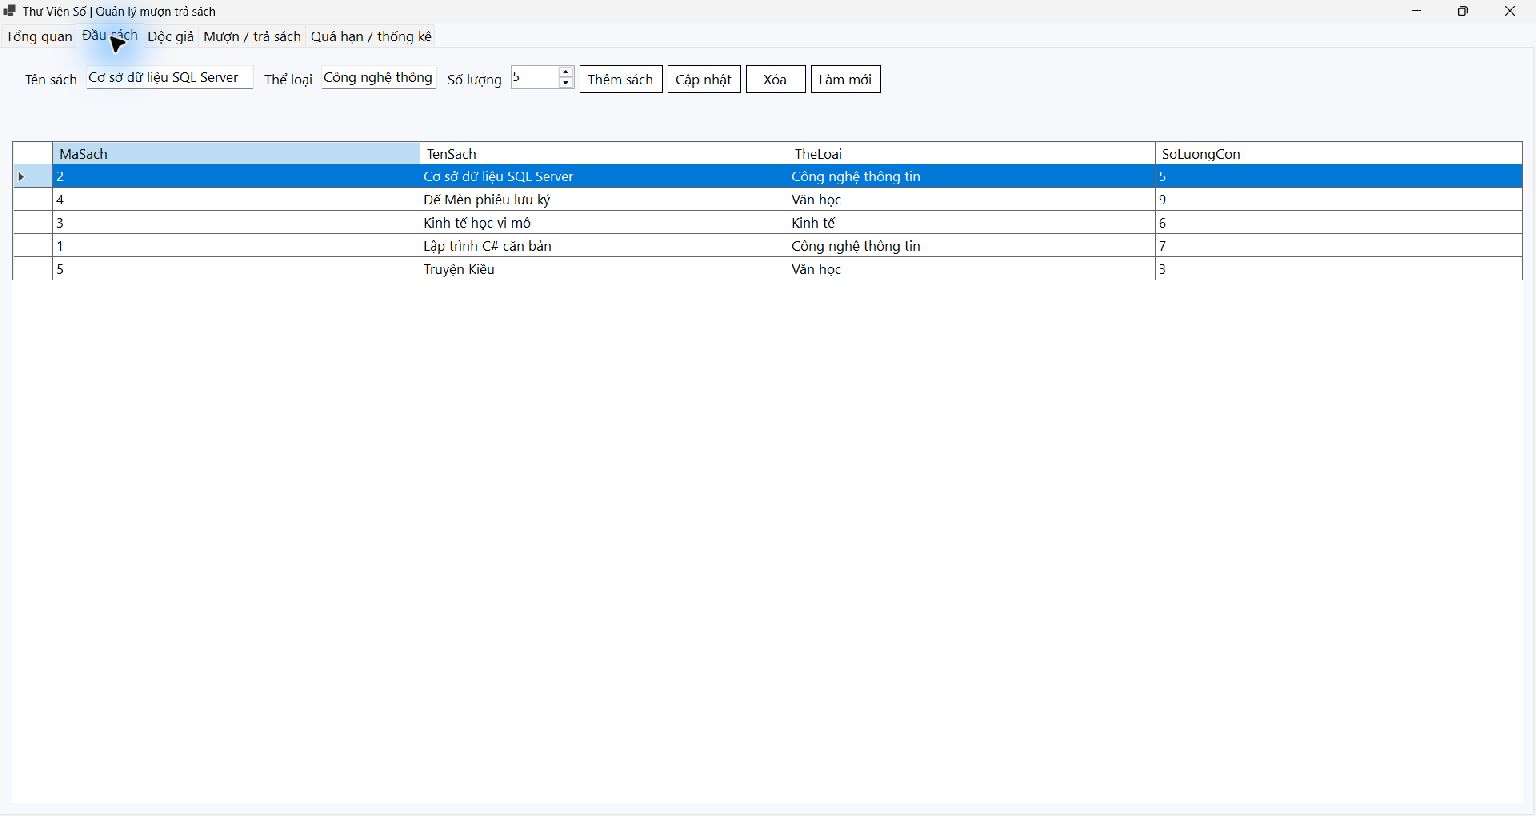 Thư Viện Số | Quản lý mượn trả sách
Tổng quan Đầu sách Độc giả Mượn / trả sách Quá hạn / thống kê
Tên sách Cơ sở dữ liệu SQL Server Thể loại Công nghệ thông Số lượng 5 Thêm sách Cập nhật Xóa Làm mới
MaSach TenSach TheLoai SoLuongCon
2 Cơ sở dữ liệu SQL Server Công nghệ thông tin 5
4 Dế Mèn phiêu lưu ký Văn học 9
3 Kinh tế học vi mô Kinh tế 6
1 Lập trình C# căn bản Công nghệ thông tin 7
5 Truyện Kiều Văn học 3